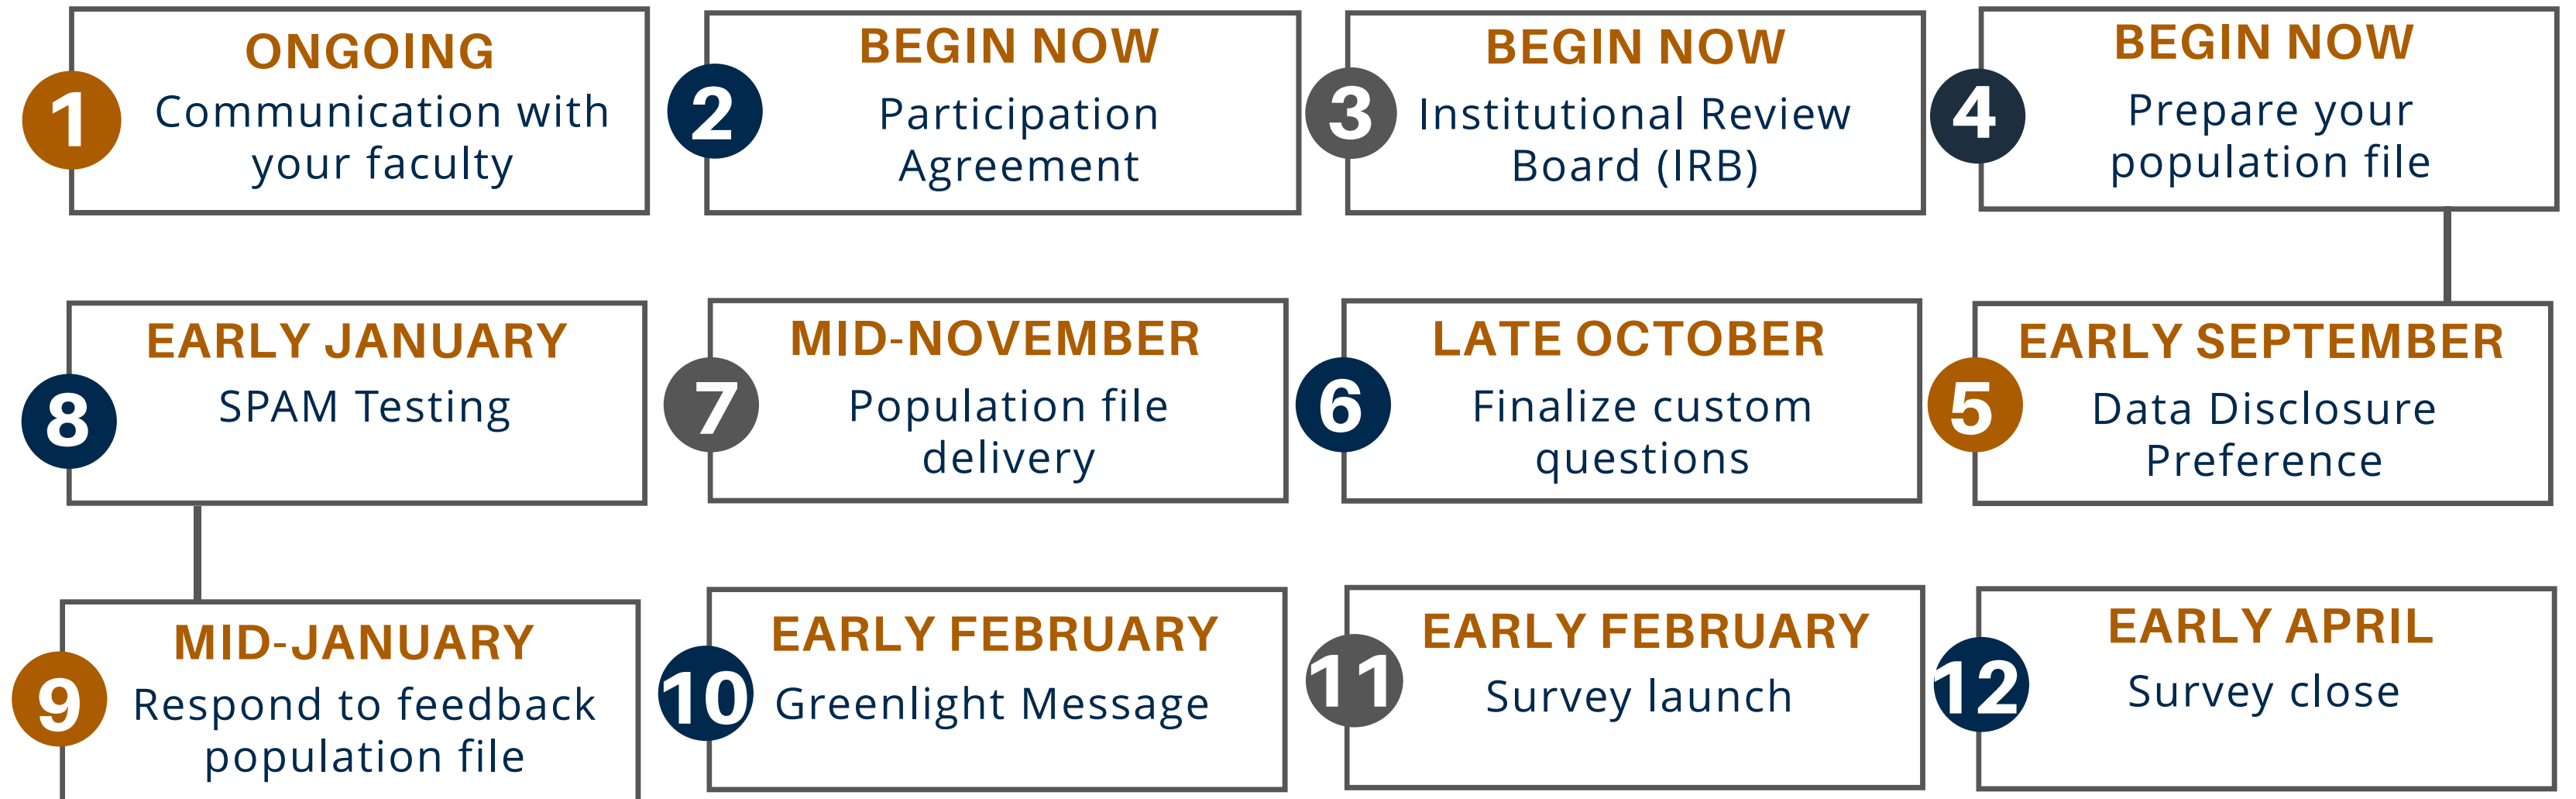 1
ONGOING
Communication with
your faculty
2
BEGIN NOW
Participation
Agreement
3
BEGIN NOW
Institutional Review
Board (IRB)
4
BEGIN NOW
Prepare your
population file
5
EARLY SEPTEMBER
Data Disclosure
Preference
6
LATE OCTOBER
Finalize custom
questions
7
MID-NOVEMBER
Population file
delivery
8
EARLY JANUARY
SPAM Testing
9
MID-JANUARY
Respond to feedback
population file
10
EARLY FEBRUARY
Greenlight Message
11
EARLY FEBRUARY
Survey launch
12
EARLY APRIL
Survey close